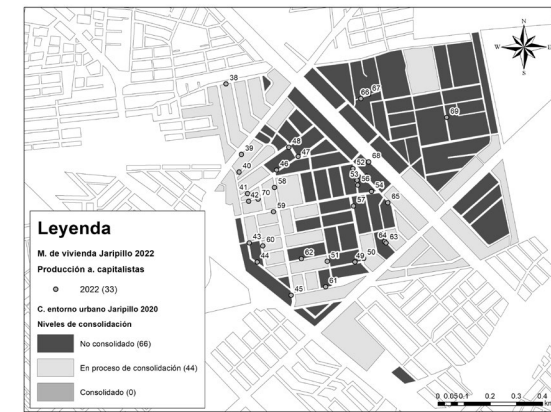 N
W
E
S
38
66
67
69
39
48
47
40
46
52
68
53
56
58
41
42
70
54
65
57
59
43
60
64
63
44
62
51
49
50
61
45
Leyenda
M. de vivienda Jaripillo 2022
Producción a. capitalistas
2022 (33)
C. entorno urbano Jaripillo 2020
Niveles de consolidación
No consolidado (66)
En proceso de consolidación (44)
Consolidado (0)
0 0.05 0.1 0.2 0.3 0.4